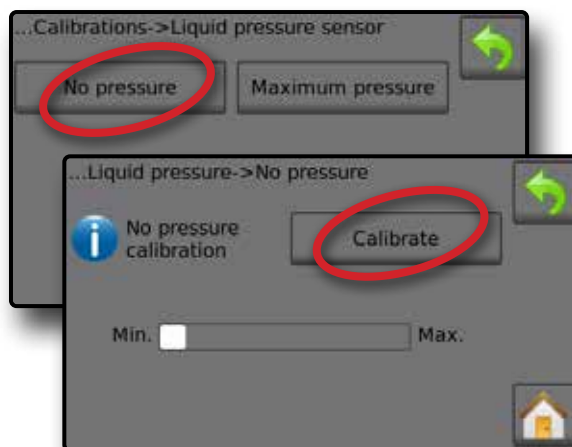 ...Calibrations->Liquid pressure sensor
No pressure Maximum pressure
...Liquid pressure->No pressure
No pressure
calibration
Calibrate
Min. Max.